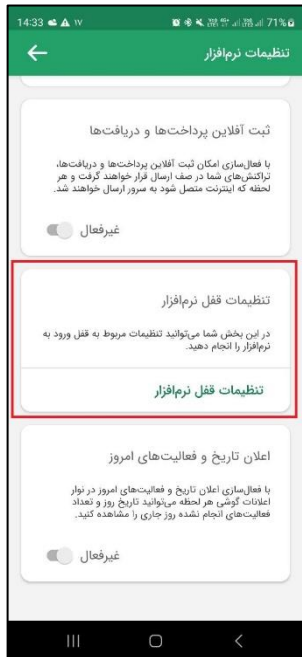 14:33 71%
تنظیمات نرم‌افزار
ثبت آفلاین پرداخت‌ها و دریافت‌ها
با فعال‌سازی امکان ثبت آفلاین پرداخت‌ها و دریافت‌ها،
تراکنش‌های شما در صف ارسال قرار خواهند گرفت و هر
لحظه که اینترنت متصل شود به سرور ارسال خواهند شد.
غیرفعال
تنظیمات قفل نرم‌افزار
در این بخش شما می‌توانید تنظیمات مربوط به قفل ورود به
نرم‌افزار را انجام دهید.
تنظیمات قفل نرم‌افزار
اعلان تاریخ و فعالیت‌های امروز
با فعال‌سازی اعلان تاریخ و فعالیت‌های امروز در نوار
اعلانات گوشی هر لحظه می‌توانید تاریخ روز و تعداد
فعالیت‌های انجام نشده روز جاری را مشاهده کنید.
غیرفعال